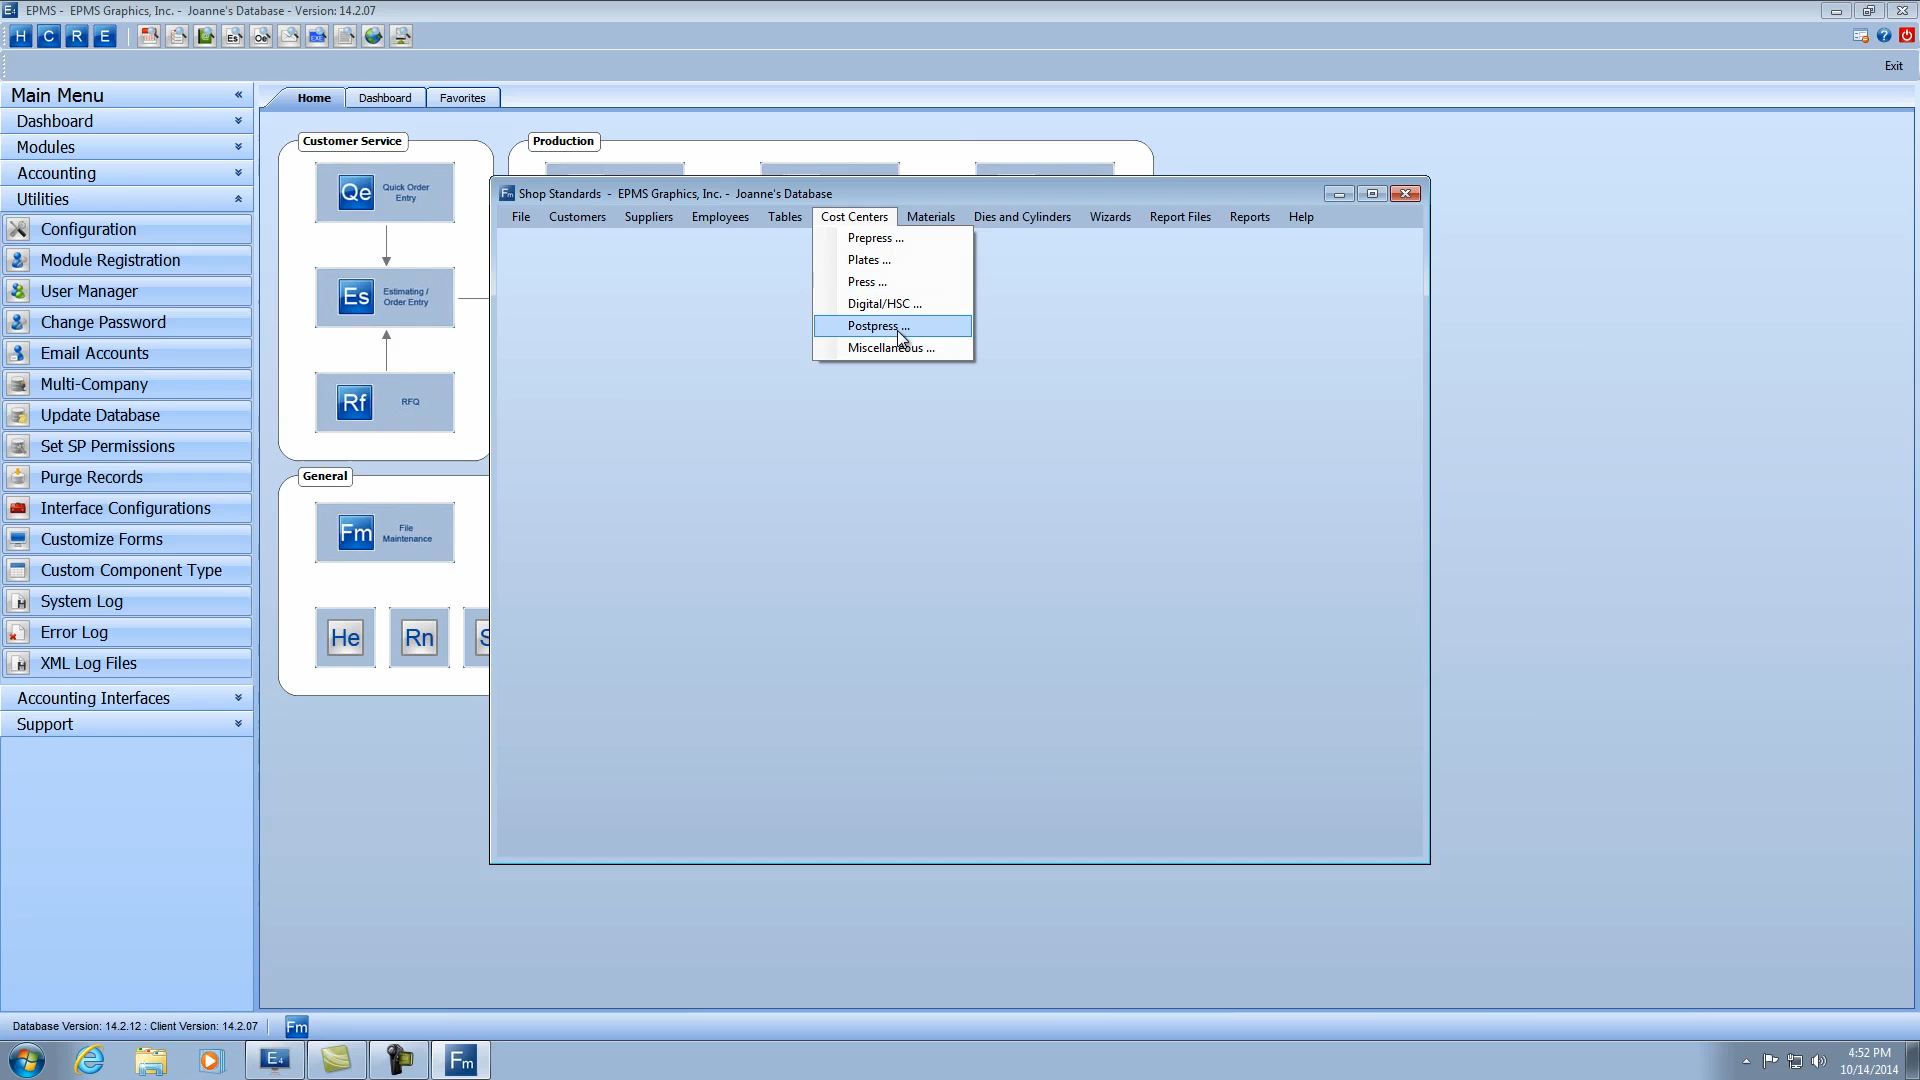 EPMS - EPMS Graphics, Inc. - Joanne's Database - Version: 14.2.07
H C R E Es Oe EXE
Exit
Main Menu
Dashboard
Modules
Accounting
Utilities
Configuration
Module Registration
User Manager
Change Password
Email Accounts
Multi-Company
Update Database
Set SP Permissions
Purge Records
Interface Configurations
Customize Forms
Custom Component Type
System Log
Error Log
XML Log Files
Accounting Interfaces
Support
Home Dashboard Favorites
Customer Service
Qe Quick Order
Entry
Es Estimating /
Order Entry
Rf RFQ
Production
General
Fm File
Maintenance
He Rn S
Fm Shop Standards - EPMS Graphics, Inc. - Joanne's Database
File Customers Suppliers Employees Tables Cost Centers Materials Dies and Cylinders Wizards Report Files Reports Help
Prepress ...
Plates ...
Press ...
Digital/HSC ...
Postpress ...
Miscellaneous ...
Database Version: 14.2.12 : Client Version: 14.2.07 Fm
E4 Fm
4:52 PM
10/14/2014